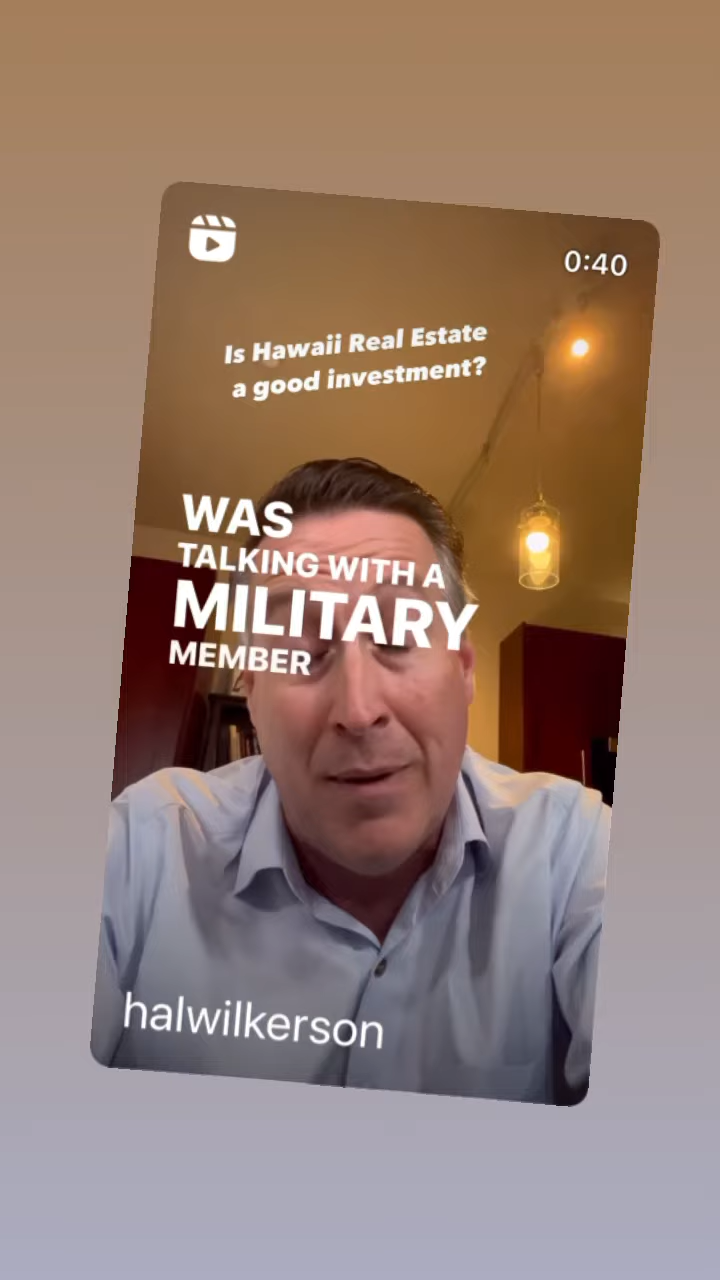 0:40
Is Hawaii Real Estate
a good investment?
WAS
TALKING WITH A
MILITARY
MEMBER
halwilkerson